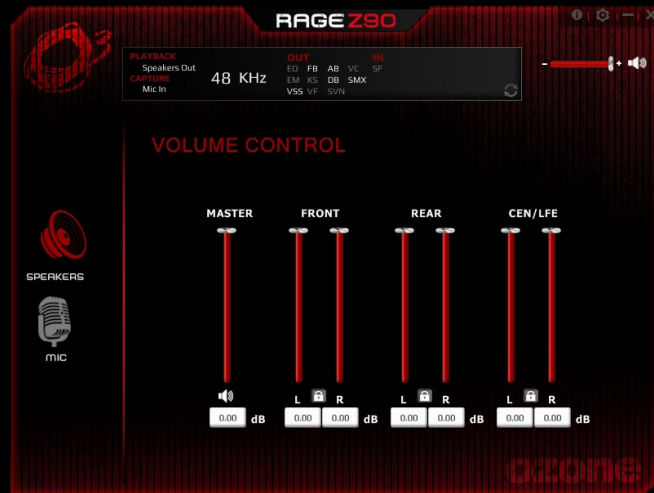 RAGE Z90
PLAYBACK
Speakers Out
CAPTURE
Mic In
48 KHz
OUT IN
EQ FB AB VC SF
EM KS DB SMX
VSS VF SVN
- +
VOLUME CONTROL
SPEAKERS
MIC
MASTER FRONT REAR CEN/LFE
L R L R L R
0.00 dB 0.00 0.00 dB 0.00 0.00 dB 0.00 0.00 dB
ozone